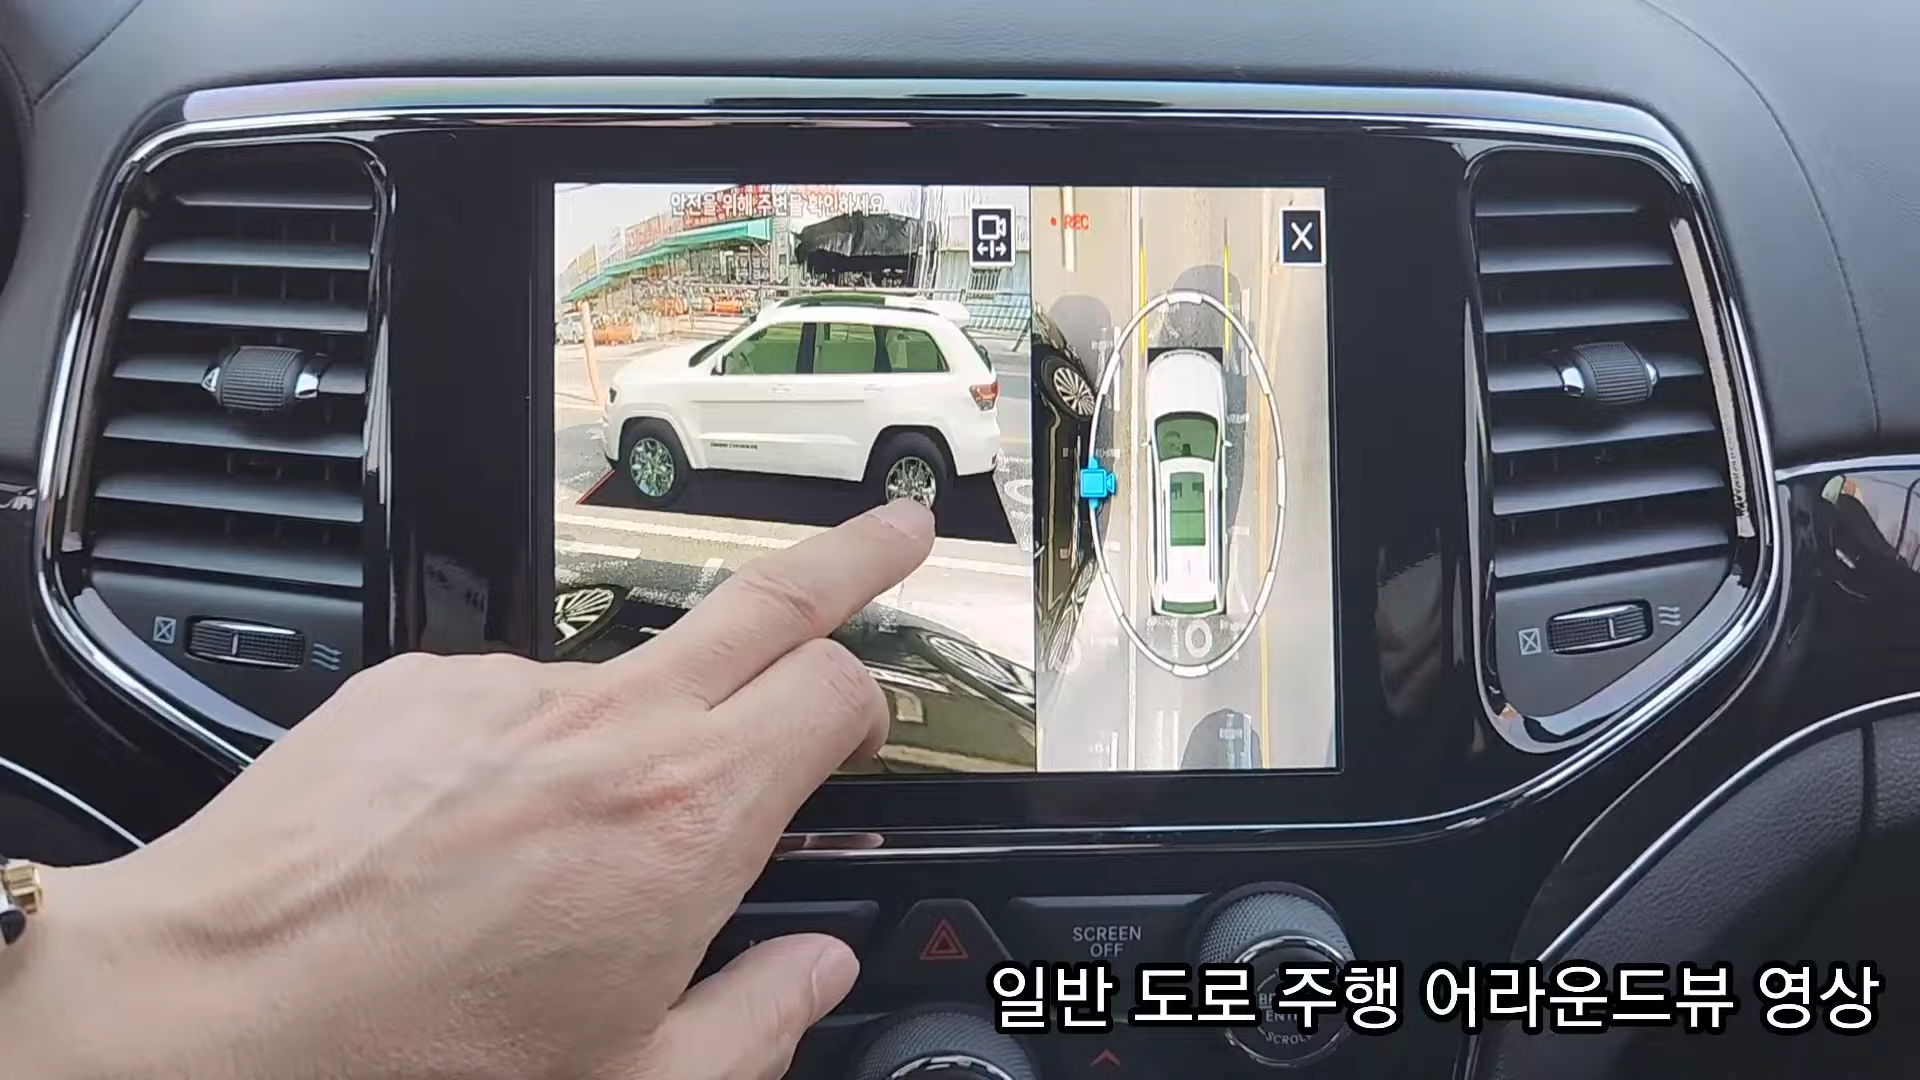 안전을 위해 주변을 확인하세요
REC
X
SCREEN
OFF
일반 도로 주행 어라운드뷰 영상
SCROLL